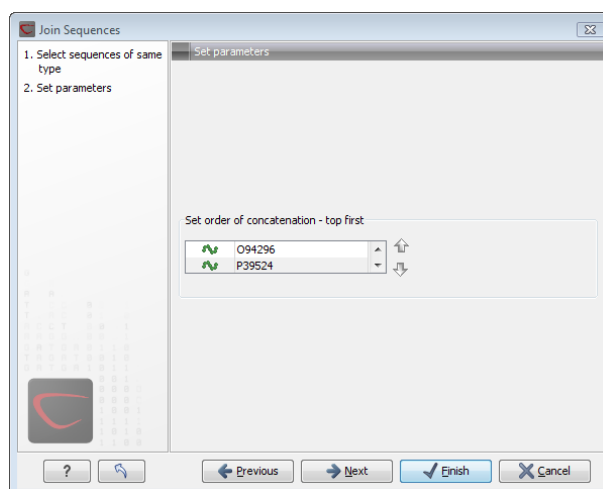 Join Sequences
1. Select sequences of same
type
2. Set parameters
Set parameters
Set order of concatenation - top first
O94296
P39524
?
Previous
Next
Finish
Cancel